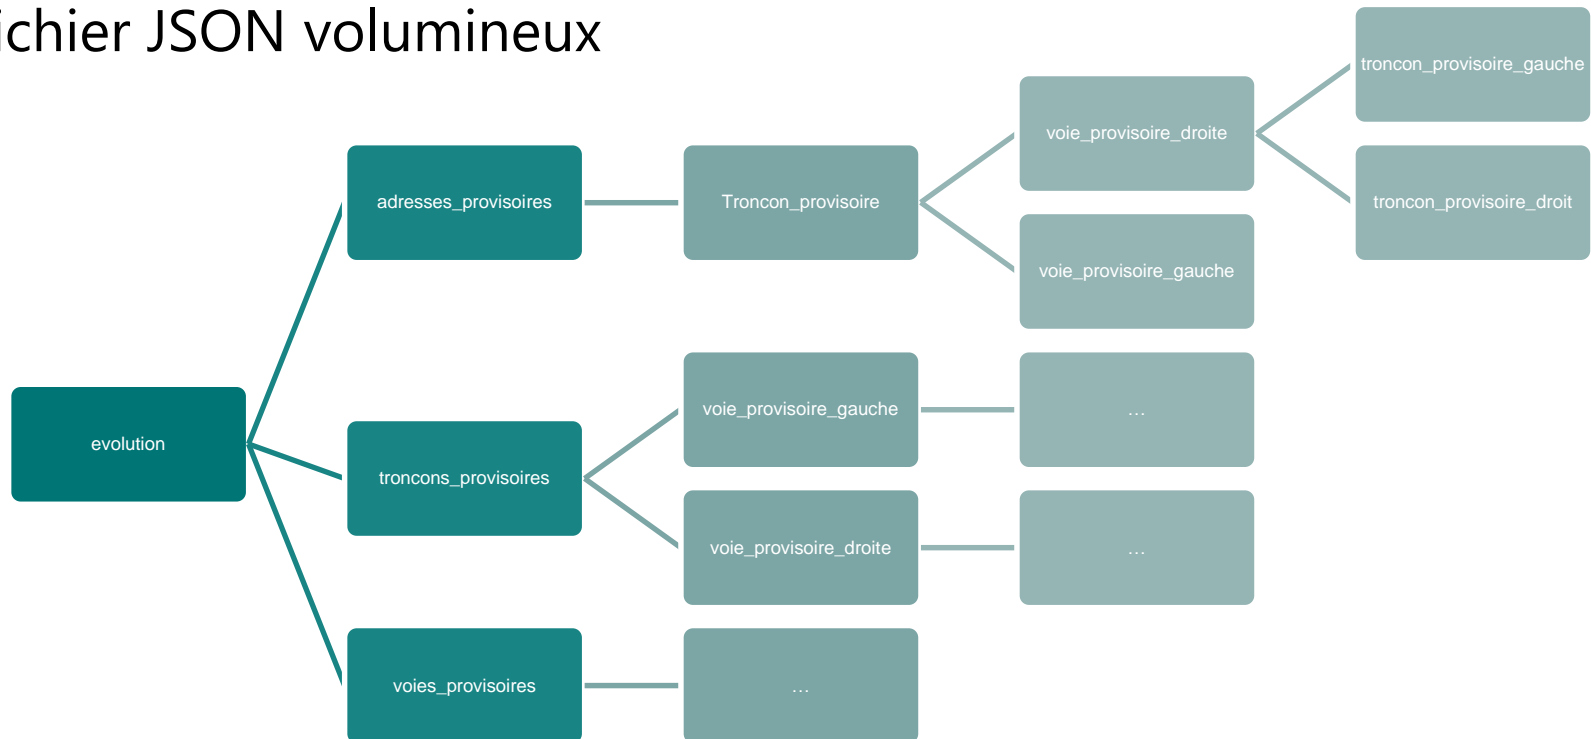 ichier JSON volumineux
troncon_provisoire_gauche
voie_provisoire_droite
adresses_provisoires
Troncon_provisoire
troncon_provisoire_droit
voie_provisoire_gauche
voie_provisoire_gauche
...
evolution
troncons_provisoires
voie_provisoire_droite
...
voies_provisoires
...